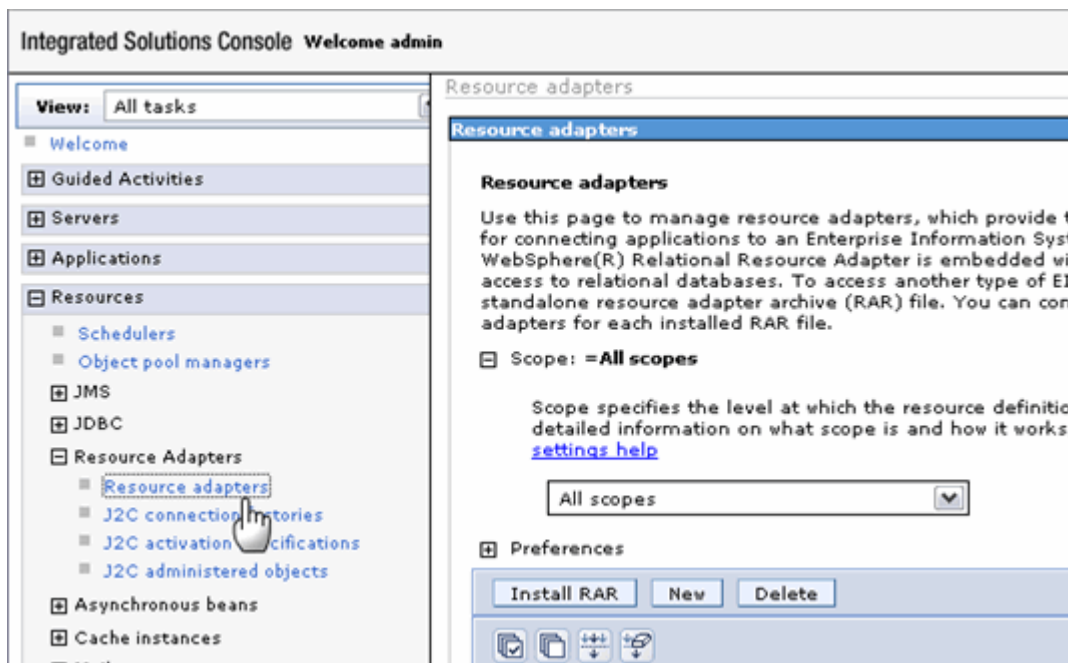 Integrated Solutions Console Welcome admin
View: All tasks
Welcome
Guided Activities
Servers
Applications
Resources
Schedulers
Object pool managers
JMS
JDBC
Resource Adapters
Resource adapters
J2C connection
J2C activation
J2C administered objects
Asynchronous beans
Cache instances
Resource adapters
Resource adapters
Resource adapters
Use this page to manage resource adapters, which provide
for connecting applications to an Enterprise Information Sys
WebSphere(R) Relational Resource Adapter is embedded wi
access to relational databases. To access another type of EI
standalone resource adapter archive (RAR) file. You can con
adapters for each installed RAR file.
Scope: =All scopes
Scope specifies the level at which the resource definitio
detailed information on what scope is and how it works
settings help
All scopes
Preferences
Install RAR New Delete